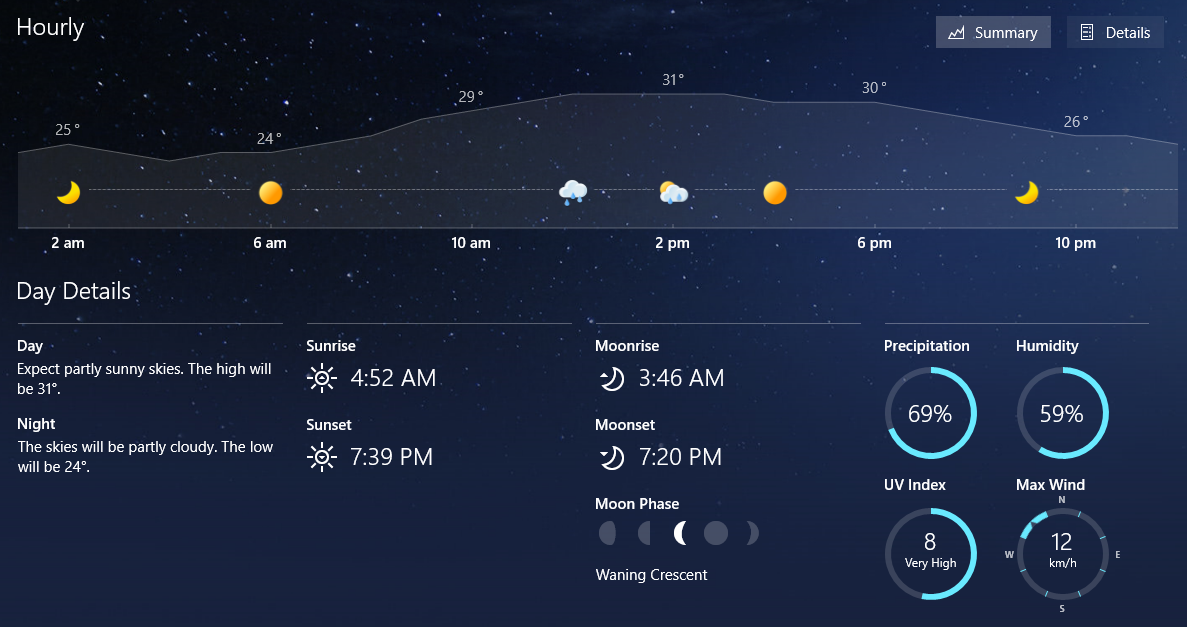 Hourly
Summary
Details
31°
30°
29°
26°
25°
24°
2 am
6 am
10 am
2 pm
6 pm
10 pm
Day Details
Day
Expect partly sunny skies. The high will
be 31°.
Night
The skies will be partly cloudy. The low
will be 24°.
Sunrise
4:52 AM
Sunset
7:39 PM
Moonrise
3:46 AM
Moonset
7:20 PM
Moon Phase
Waning Crescent
Precipitation
69%
Humidity
59%
UV Index
8
Very High
Max Wind
N
12
km/h
W
E
S